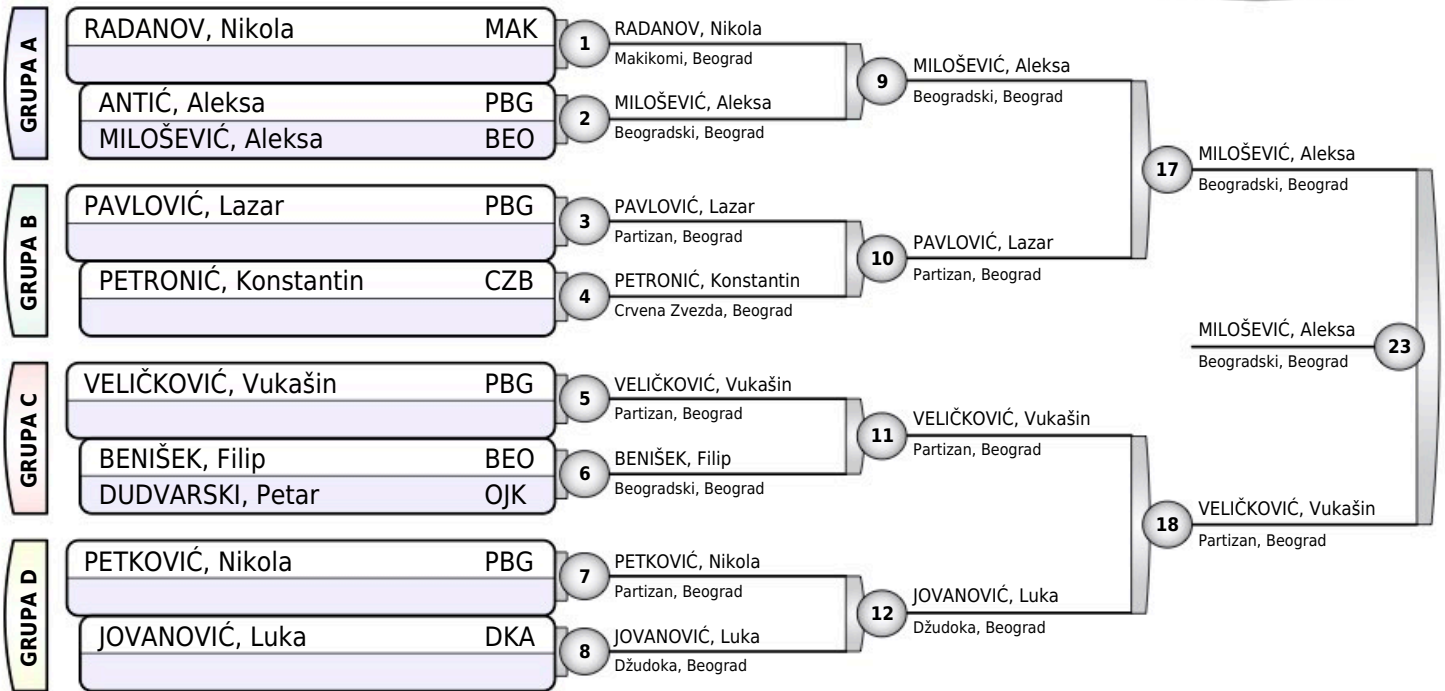 GRUPA A
RADANOV, Nikola MAK
ANTIĆ, Aleksa PBG
MILOŠEVIĆ, Aleksa BEO
GRUPA B
PAVLOVIĆ, Lazar PBG
PETRONIĆ, Konstantin CZB
GRUPA C
VELIČKOVIĆ, Vukašin PBG
BENIŠEK, Filip BEO
DUDVARSKI, Petar OJK
GRUPA D
PETKOVIĆ, Nikola PBG
JOVANOVIĆ, Luka DKA
1
RADANOV, Nikola
Makikomi, Beograd
2
MILOŠEVIĆ, Aleksa
Beogradski, Beograd
3
PAVLOVIĆ, Lazar
Partizan, Beograd
4
PETRONIĆ, Konstantin
Crvena Zvezda, Beograd
5
VELIČKOVIĆ, Vukašin
Partizan, Beograd
6
BENIŠEK, Filip
Beogradski, Beograd
7
PETKOVIĆ, Nikola
Partizan, Beograd
8
JOVANOVIĆ, Luka
Džudoka, Beograd
9
MILOŠEVIĆ, Aleksa
Beogradski, Beograd
10
PAVLOVIĆ, Lazar
Partizan, Beograd
11
VELIČKOVIĆ, Vukašin
Partizan, Beograd
12
JOVANOVIĆ, Luka
Džudoka, Beograd
17
MILOŠEVIĆ, Aleksa
Beogradski, Beograd
18
VELIČKOVIĆ, Vukašin
Partizan, Beograd
MILOŠEVIĆ, Aleksa
Beogradski, Beograd
23